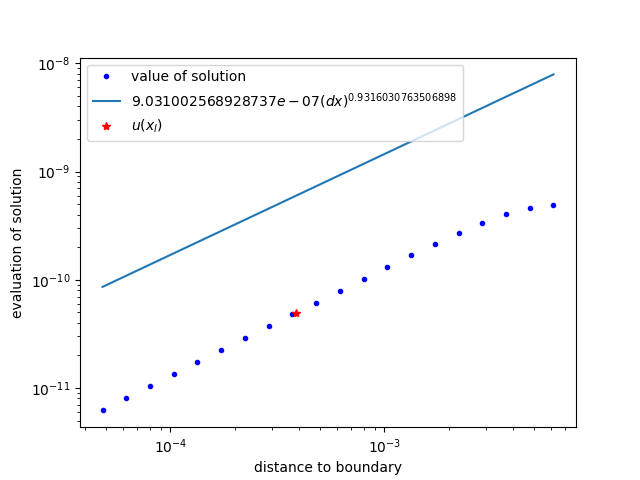 value of solution
9.031002568928737e − 07(dx)^0.9316030763506898
u(x_l)
10^-8
10^-9
10^-10
10^-11
evaluation of solution
10^-4
10^-3
distance to boundary